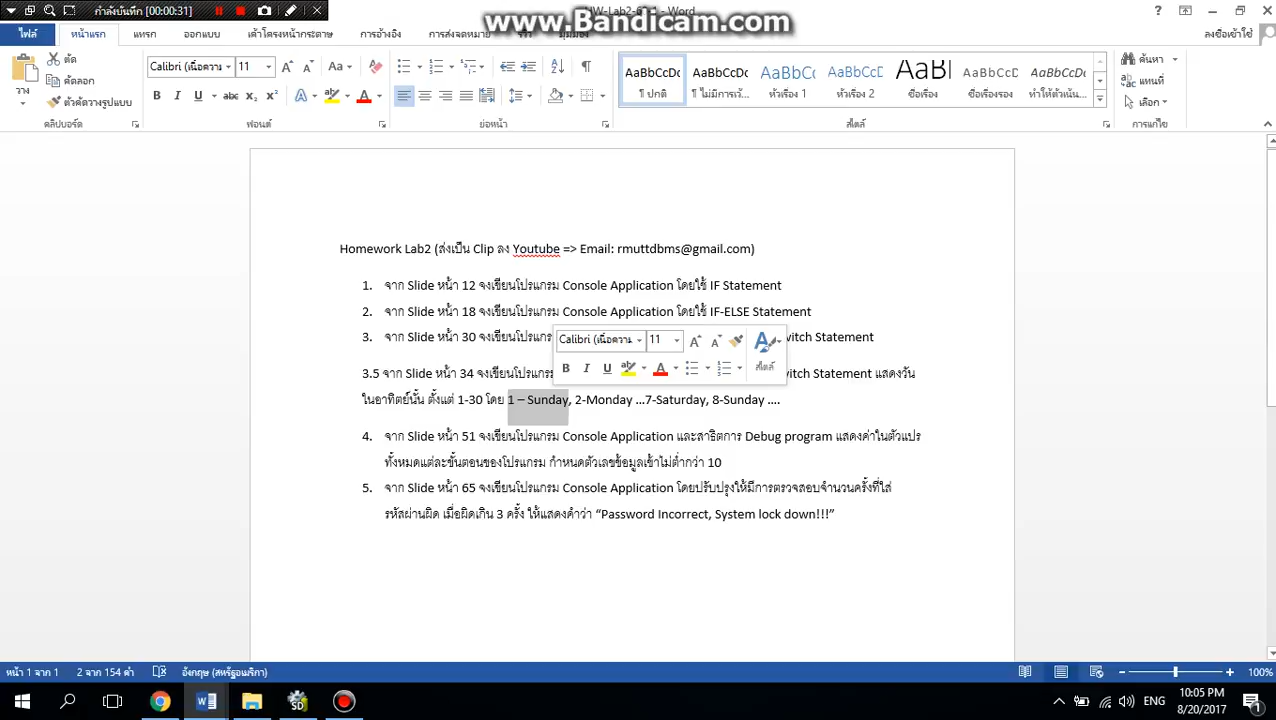 กำลังบันทึก [00:00:31]
www.Bandicam.com
HW-Lab2-6 - Word
ไฟล์ หน้าแรก แทรก ออกแบบ เค้าโครงหน้ากระดาษ การอ้างอิง การส่งจดหมาย ลงชื่อเข้าใช้
วาง ตัด คัดลอก ตัวคัดวางรูปแบบ
Calibri (เนื้อความ 11
AaBbCcDc AaBbCcDc AaBbCc AaBbCcC AaBl AaBbCcC AaBbCcDc
¶ ปกติ ¶ ไม่มีการเว้... หัวเรื่อง 1 หัวเรื่อง 2 ชื่อเรื่อง ชื่อเรื่องรอง ทำให้ตัวเน้น...
ค้นหา แทนที่ เลือก
คลิปบอร์ด ฟอนต์ ย่อหน้า สไตล์ การแก้ไข
Homework Lab2 (ส่งเป็น Clip ลง Youtube => Email: rmuttdbms@gmail.com)
1. จาก Slide หน้า 12 จงเขียนโปรแกรม Console Application โดยใช้ IF Statement
2. จาก Slide หน้า 18 จงเขียนโปรแกรม Console Application โดยใช้ IF-ELSE Statement
3. จาก Slide หน้า 30 จงเขียนโปรแกร witch Statement
Calibri (เนื้อความ 11
สไตล์
3.5 จาก Slide หน้า 34 จงเขียนโปรแกรม witch Statement แสดงวัน
ในอาทิตย์นั้น ตั้งแต่ 1-30 โดย 1 – Sunday, 2-Monday ...7-Saturday, 8-Sunday ....
4. จาก Slide หน้า 51 จงเขียนโปรแกรม Console Application และสาธิตการ Debug program แสดงค่าในตัวแปร
ทั้งหมดแต่ละขั้นตอนของโปรแกรม กำหนดตัวเลขข้อมูลเข้าไม่ต่ำกว่า 10
5. จาก Slide หน้า 65 จงเขียนโปรแกรม Console Application โดยปรับปรุงให้มีการตรวจสอบจำนวนครั้งที่ใส่
รหัสผ่านผิด เมื่อผิดเกิน 3 ครั้ง ให้แสดงคำว่า “Password Incorrect, System lock down!!!”
หน้า 1 จาก 1 2 จาก 154 คำ อังกฤษ (สหรัฐอเมริกา) 100%
ENG 10:05 PM
8/20/2017